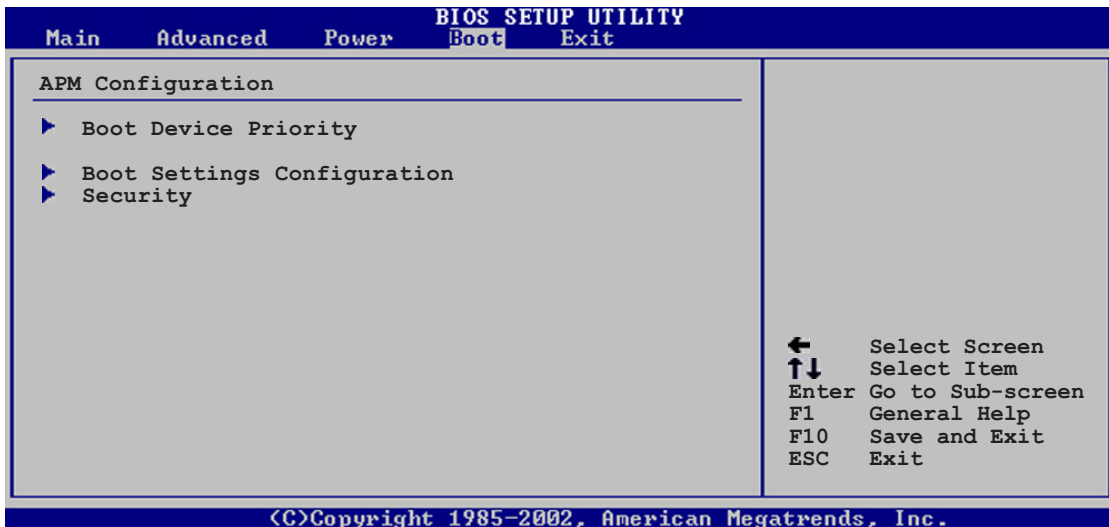 BIOS SETUP UTILITY
Main Advanced Power Boot Exit
APM Configuration
Boot Device Priority
Boot Settings Configuration
Security
← Select Screen
↑↓ Select Item
Enter Go to Sub-screen
F1 General Help
F10 Save and Exit
ESC Exit
(C)Copyright 1985-2002, American Megatrends, Inc.